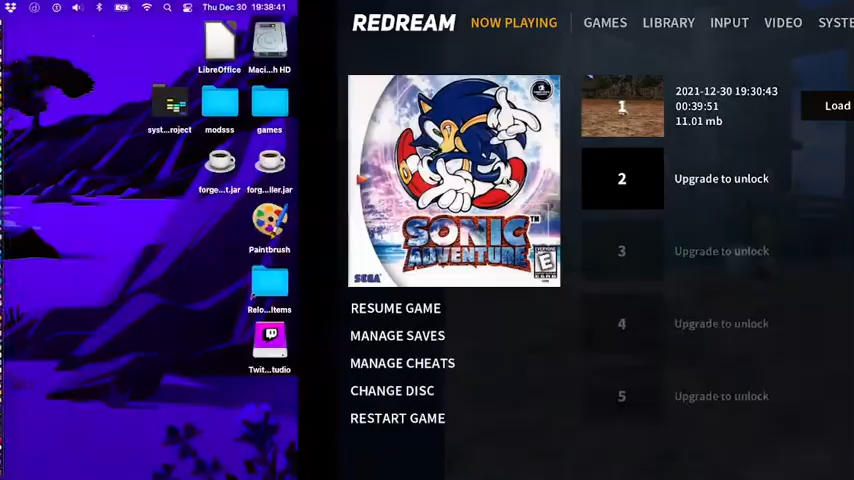 Thu Dec 30 19:38:41
LibreOffice
Maci...h HD
syst...roject
modsss
games
forge...t.jar
forg...ller.jar
Paintbrush
Relo...Items
Twit...tudio
REDREAM
NOW PLAYING
GAMES
LIBRARY
INPUT
VIDEO
SYSTE
SONIC
ADVENTURE
TM
SEGA
EVERYONE
E
RESUME GAME
MANAGE SAVES
MANAGE CHEATS
CHANGE DISC
RESTART GAME
1
2021-12-30 19:30:43
00:39:51
11.01 mb
Load
2
Upgrade to unlock
3
Upgrade to unlock
4
Upgrade to unlock
5
Upgrade to unlock